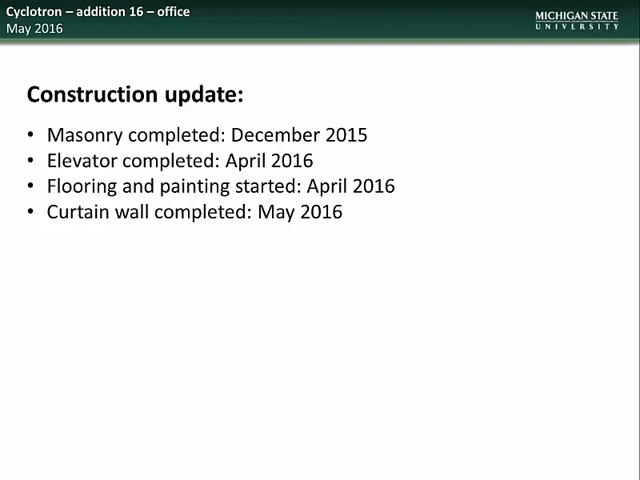 Cyclotron – addition 16 – office
May 2016
MICHIGAN STATE
UNIVERSITY
Construction update:
• Masonry completed: December 2015
• Elevator completed: April 2016
• Flooring and painting started: April 2016
• Curtain wall completed: May 2016